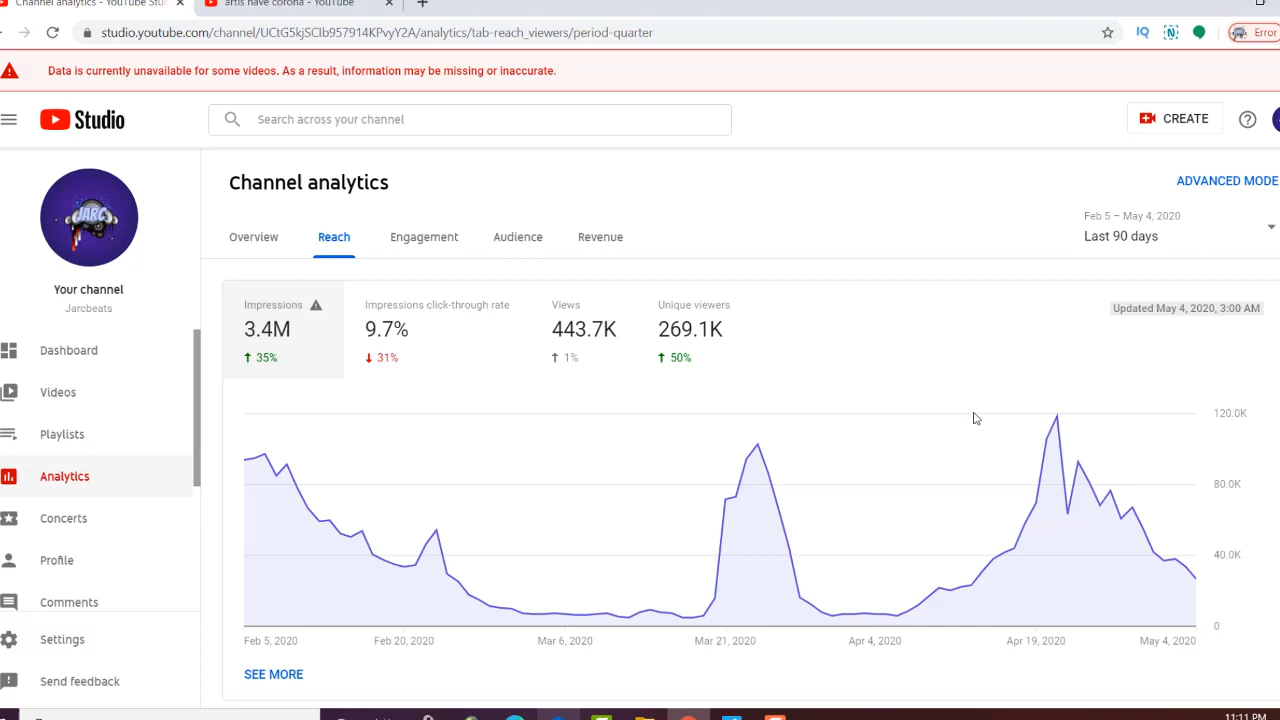 Channel analytics - YouTube Stu
artis have corona - YouTube
studio.youtube.com/channel/UCtG5kjSCIb957914KPvyY2A/analytics/tab-reach_viewers/period-quarter
Error
Data is currently unavailable for some videos. As a result, information may be missing or inaccurate.
Studio
Search across your channel
CREATE
JARC
Your channel
Jarcbeats
Dashboard
Videos
Playlists
Analytics
Concerts
Profile
Comments
Settings
Send feedback
Channel analytics
ADVANCED MODE
Overview Reach Engagement Audience Revenue
Feb 5 – May 4, 2020
Last 90 days
Impressions Impressions click-through rate Views Unique viewers
3.4M 9.7% 443.7K 269.1K
35% 31% 1% 50%
Updated May 4, 2020, 3:00 AM
120.0K
80.0K
40.0K
0
Feb 5, 2020 Feb 20, 2020 Mar 6, 2020 Mar 21, 2020 Apr 4, 2020 Apr 19, 2020 May 4, 2020
SEE MORE
11:11 PM